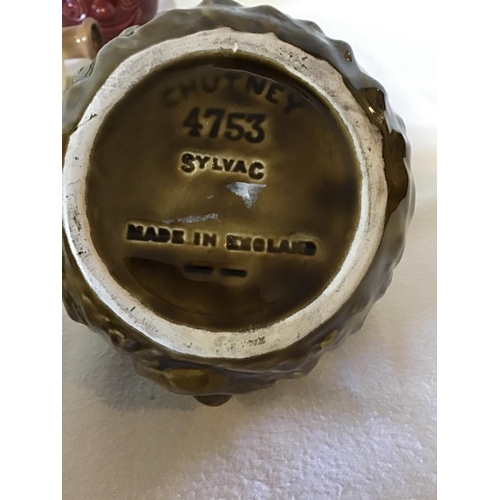 CHUTNEY
4753
SYLVAC
MADE IN ENGLAND